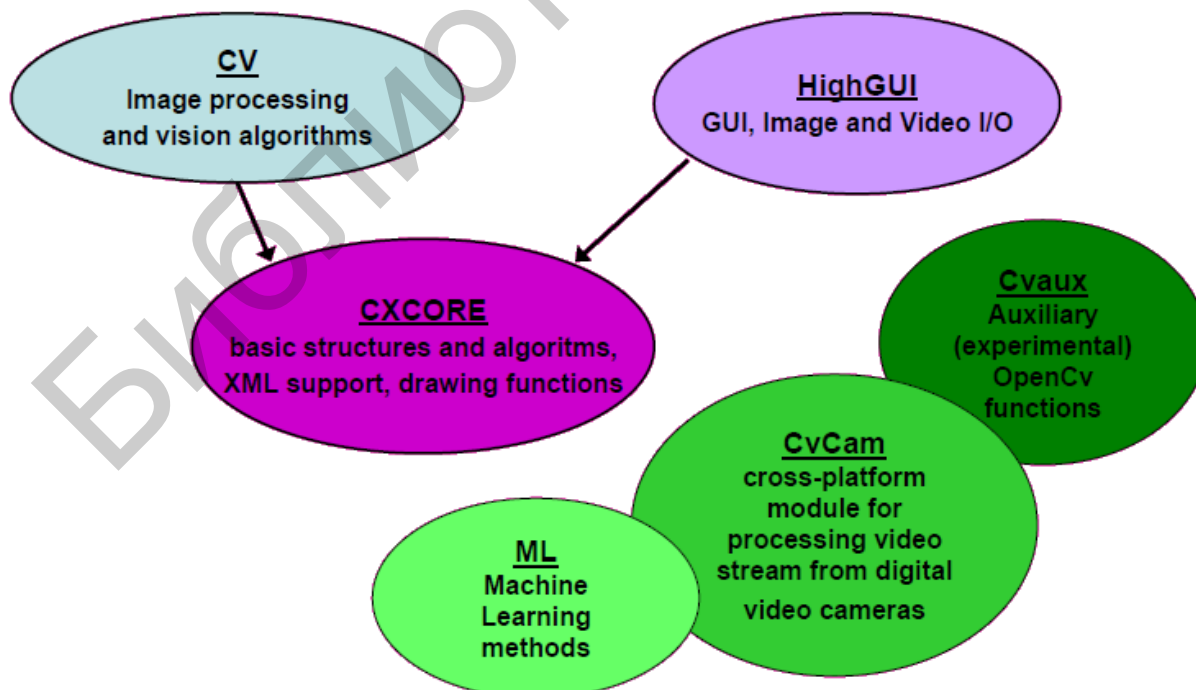 CV
Image processing
and vision algorithms
HighGUI
GUI, Image and Video I/O
CXCORE
basic structures and algoritms,
XML support, drawing functions
Cvaux
Auxiliary
(experimental)
OpenCv
functions
CvCam
cross-platform
module for
processing video
stream from digital
video cameras
ML
Machine
Learning
methods